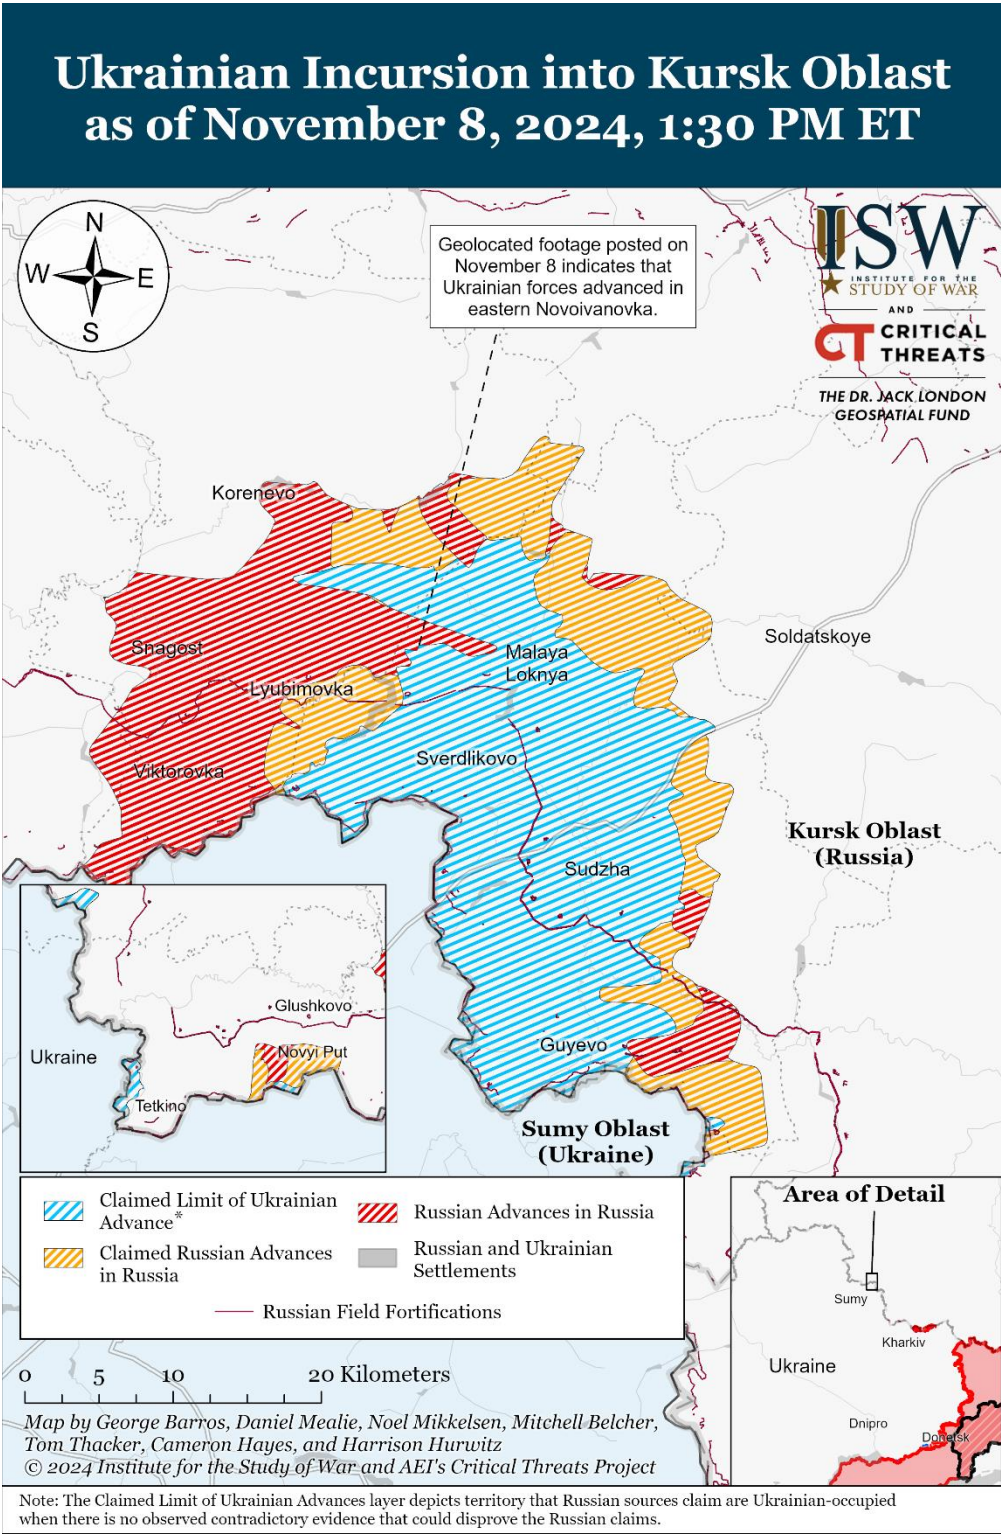 Ukrainian Incursion into Kursk Oblast
as of November 8, 2024, 1:30 PM ET
N
W
E
S
Geolocated footage posted on
November 8 indicates that
Ukrainian forces advanced in
eastern Novoivanovka.
ISW
INSTITUTE FOR THE
STUDY OF WAR
AND
CT CRITICAL
THREATS
THE DR. JACK LONDON
GEOSPATIAL FUND
Korenevo
Snagost
Lyubimovka
Viktorovka
Malaya
Loknya
Soldatskoye
Sverdlikovo
Sudzha
Kursk Oblast
(Russia)
Guyevo
Sumy Oblast
(Ukraine)
Glushkovo
Ukraine
Novyi Put
Tetkino
Claimed Limit of Ukrainian
Advance*
Russian Advances in Russia
Claimed Russian Advances
in Russia
Russian and Ukrainian
Settlements
Russian Field Fortifications
Area of Detail
Sumy
Kharkiv
Ukraine
Dnipro
Donetsk
0 5 10 20 Kilometers
Map by George Barros, Daniel Mealie, Noel Mikkelsen, Mitchell Belcher,
Tom Thacker, Cameron Hayes, and Harrison Hurwitz
© 2024 Institute for the Study of War and AEI's Critical Threats Project
Note: The Claimed Limit of Ukrainian Advances layer depicts territory that Russian sources claim are Ukrainian-occupied
when there is no observed contradictory evidence that could disprove the Russian claims.